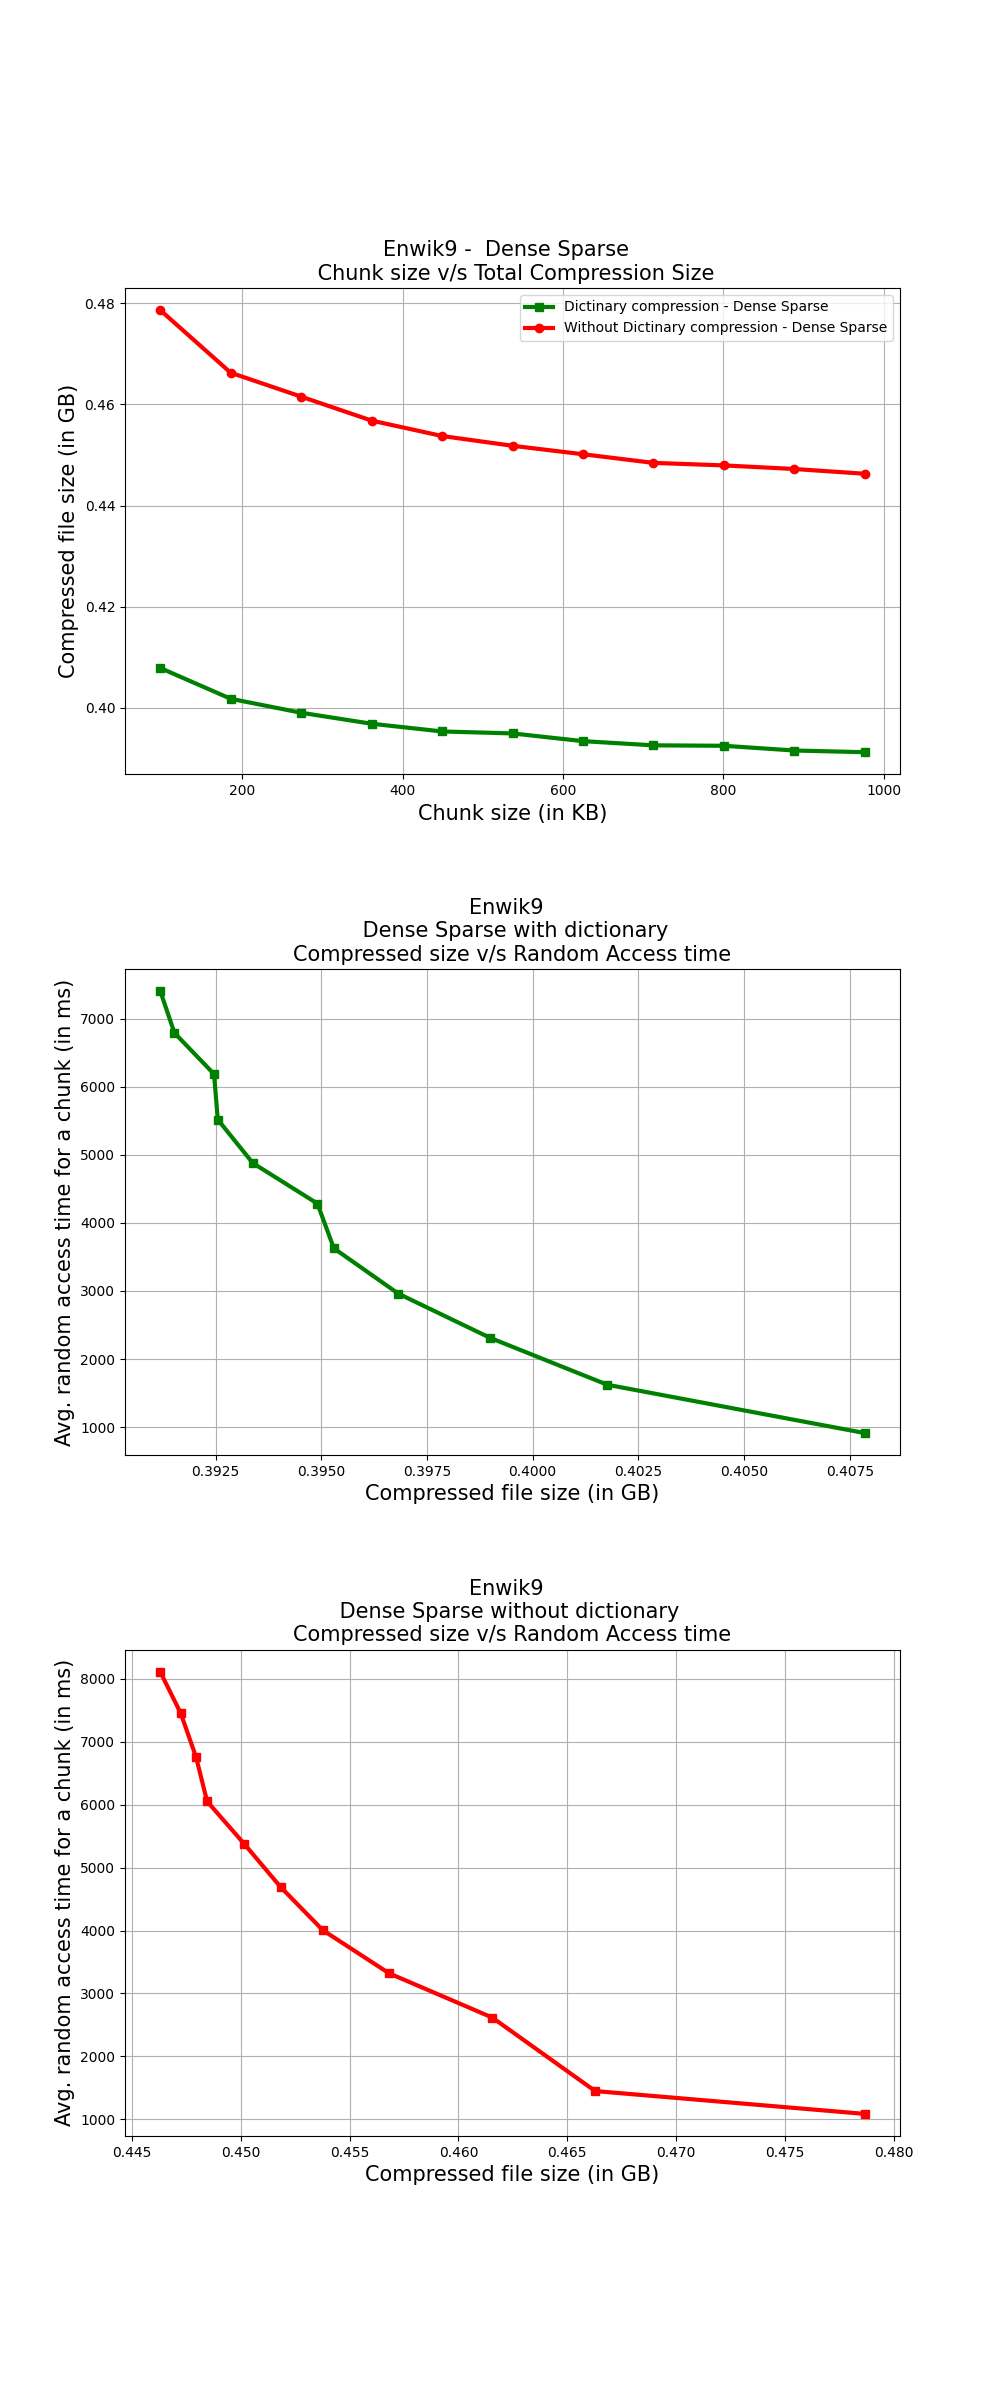 Enwik9 -  Dense Sparse
Chunk size v/s Total Compression Size
Dictinary compression - Dense Sparse
Without Dictinary compression - Dense Sparse
Compressed file size (in GB)
0.48
0.46
0.44
0.42
0.40
200 400 600 800 1000
Chunk size (in KB)
Enwik9
Dense Sparse with dictionary
Compressed size v/s Random Access time
Avg. random access time for a chunk (in ms)
7000
6000
5000
4000
3000
2000
1000
0.3925 0.3950 0.3975 0.4000 0.4025 0.4050 0.4075
Compressed file size (in GB)
Enwik9
Dense Sparse without dictionary
Compressed size v/s Random Access time
Avg. random access time for a chunk (in ms)
8000
7000
6000
5000
4000
3000
2000
1000
0.445 0.450 0.455 0.460 0.465 0.470 0.475 0.480
Compressed file size (in GB)